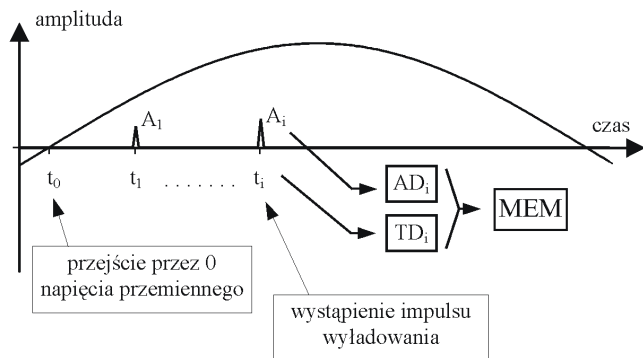 amplituda
A₁
Aᵢ
czas
t₀
t₁ . . . . . . . tᵢ
ADᵢ
TDᵢ
MEM
przejście przez 0
napięcia przemiennego
wystąpienie impulsu
wyładowania